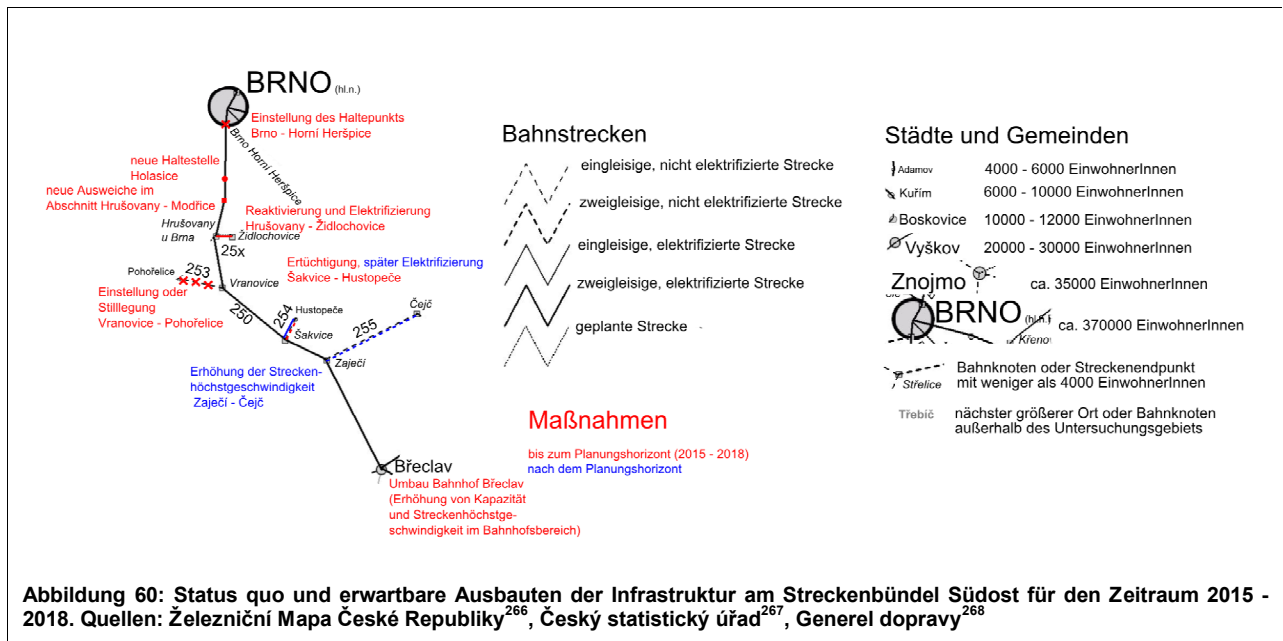 BRNO (hl.n.)
Einstellung des Haltepunkts
Brno - Horní Heršpice
Brno Horní Heršpice
neue Haltestelle
Holasice
neue Ausweiche im
Abschnitt Hrušovany - Modřice
Reaktivierung und Elektrifizierung
Hrušovany - Židlochovice
Hrušovany
u Brna
Židlochovice
25x
Ertüchtigung, später Elektrifizierung
Šakvice - Hustopeče
Pohořelice
253
Vranovice
Einstellung oder
Stilllegung
Vranovice - Pohořelice
250
254
Hustopeče
Šakvice
255
Čejč
Zaječí
Erhöhung der Strecken-
höchstgeschwindigkeit
Zaječí - Čejč
Břeclav
Umbau Bahnhof Břeclav
(Erhöhung von Kapazität
und Streckenhöchstge-
schwindigkeit im Bahnhofsbereich)
Bahnstrecken
eingleisige, nicht elektrifizierte Strecke
zweigleisige, nicht elektrifizierte Strecke
eingleisige, elektrifizierte Strecke
zweigleisige, elektrifizierte Strecke
geplante Strecke
Maßnahmen
bis zum Planungshorizont (2015 - 2018)
nach dem Planungshorizont
Städte und Gemeinden
Adamov 4000 - 6000 EinwohnerInnen
Kuřim 6000 - 10000 EinwohnerInnen
Boskovice 10000 - 12000 EinwohnerInnen
Vyškov 20000 - 30000 EinwohnerInnen
Znojmo ca. 35000 EinwohnerInnen
BRNO (hl.n.) ca. 370000 EinwohnerInnen
Křeno
Střelice Bahnknoten oder Streckenendpunkt
mit weniger als 4000 EinwohnerInnen
Třebíč nächster größerer Ort oder Bahnknoten
außerhalb des Untersuchungsgebiets
Abbildung 60: Status quo und erwartbare Ausbauten der Infrastruktur am Streckenbündel Südost für den Zeitraum 2015 -
2018. Quellen: Železniční Mapa České Republiky266, Český statistický úřad267, Generel dopravy268